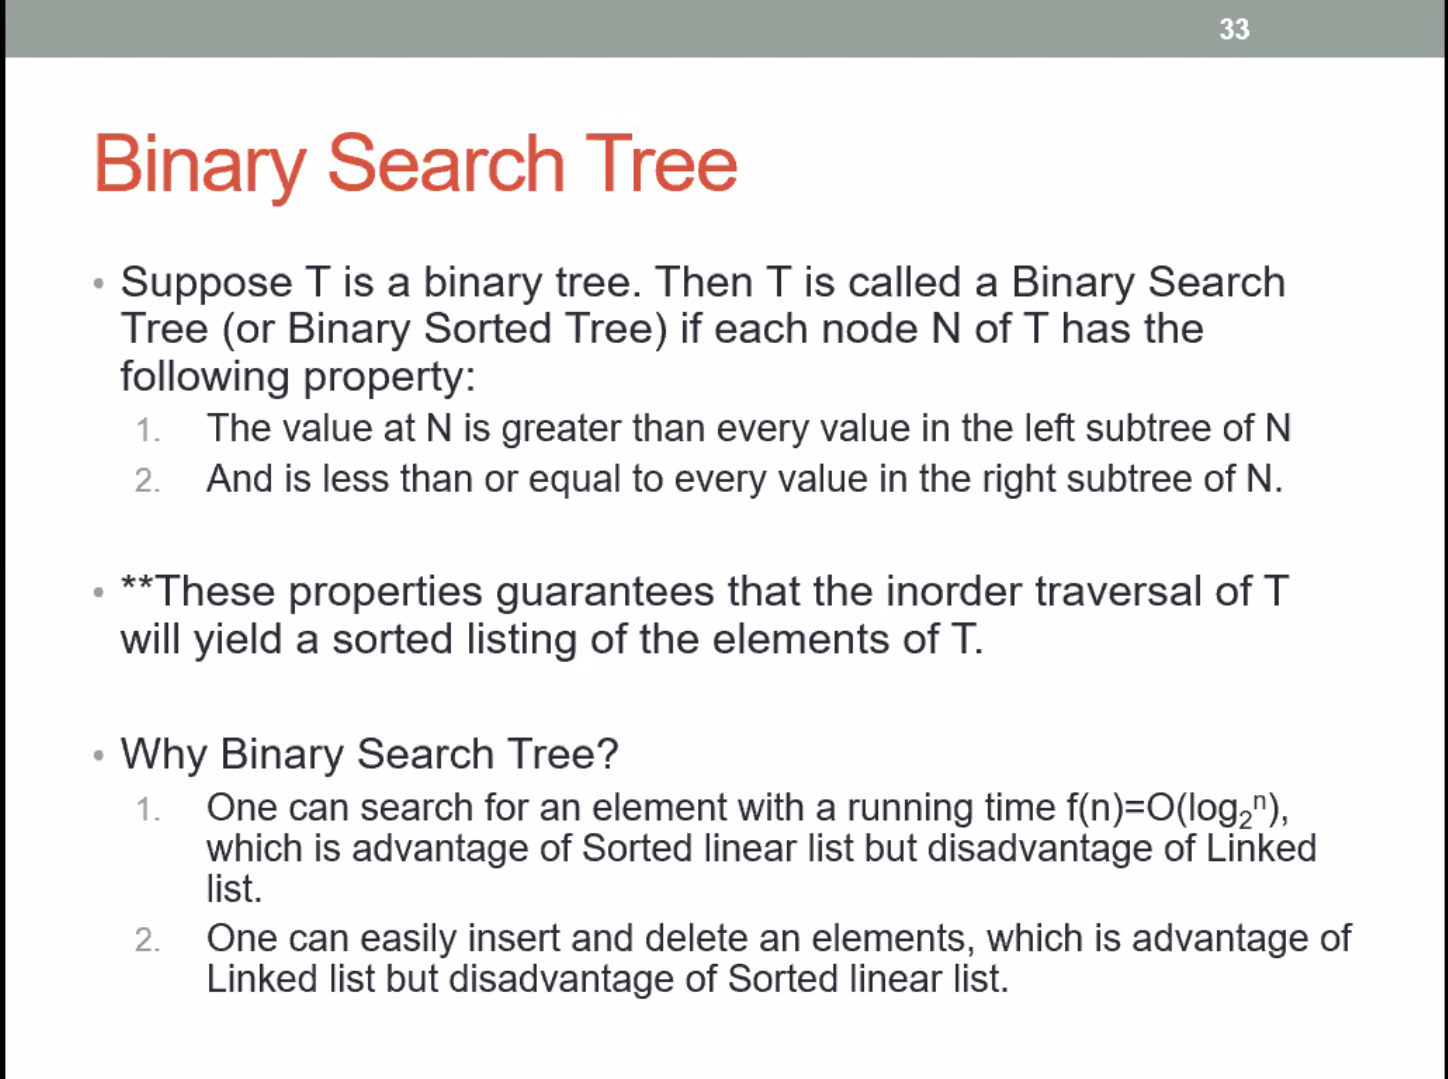 33
Binary Search Tree
• Suppose T is a binary tree. Then T is called a Binary Search
Tree (or Binary Sorted Tree) if each node N of T has the
following property:
1. The value at N is greater than every value in the left subtree of N
2. And is less than or equal to every value in the right subtree of N.
• **These properties guarantees that the inorder traversal of T
will yield a sorted listing of the elements of T.
• Why Binary Search Tree?
1. One can search for an element with a running time f(n)=O(log₂ⁿ),
which is advantage of Sorted linear list but disadvantage of Linked
list.
2. One can easily insert and delete an elements, which is advantage of
Linked list but disadvantage of Sorted linear list.